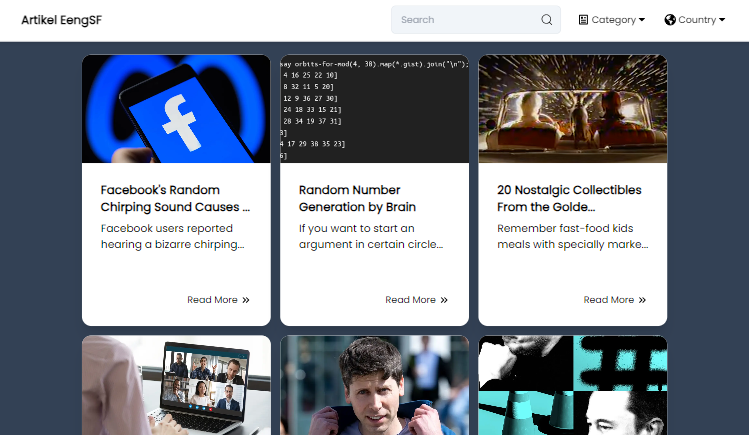 Artikel EengSF
Search
Category
Country
say orbits-for-mod(4, 38).map(*.gist).join("\n");
4 16 25 22 10]
8 32 11 5 20]
12 9 36 27 30]
24 18 33 15 21]
28 34 19 37 31]
3]
4 17 29 38 35 23]
6]
Facebook's Random
Chirping Sound Causes ...
Facebook users reported
hearing a bizarre chirping...
Read More
Random Number
Generation by Brain
If you want to start an
argument in certain circle...
Read More
20 Nostalgic Collectibles
From the Golde...
Remember fast-food kids
meals with specially marke...
Read More